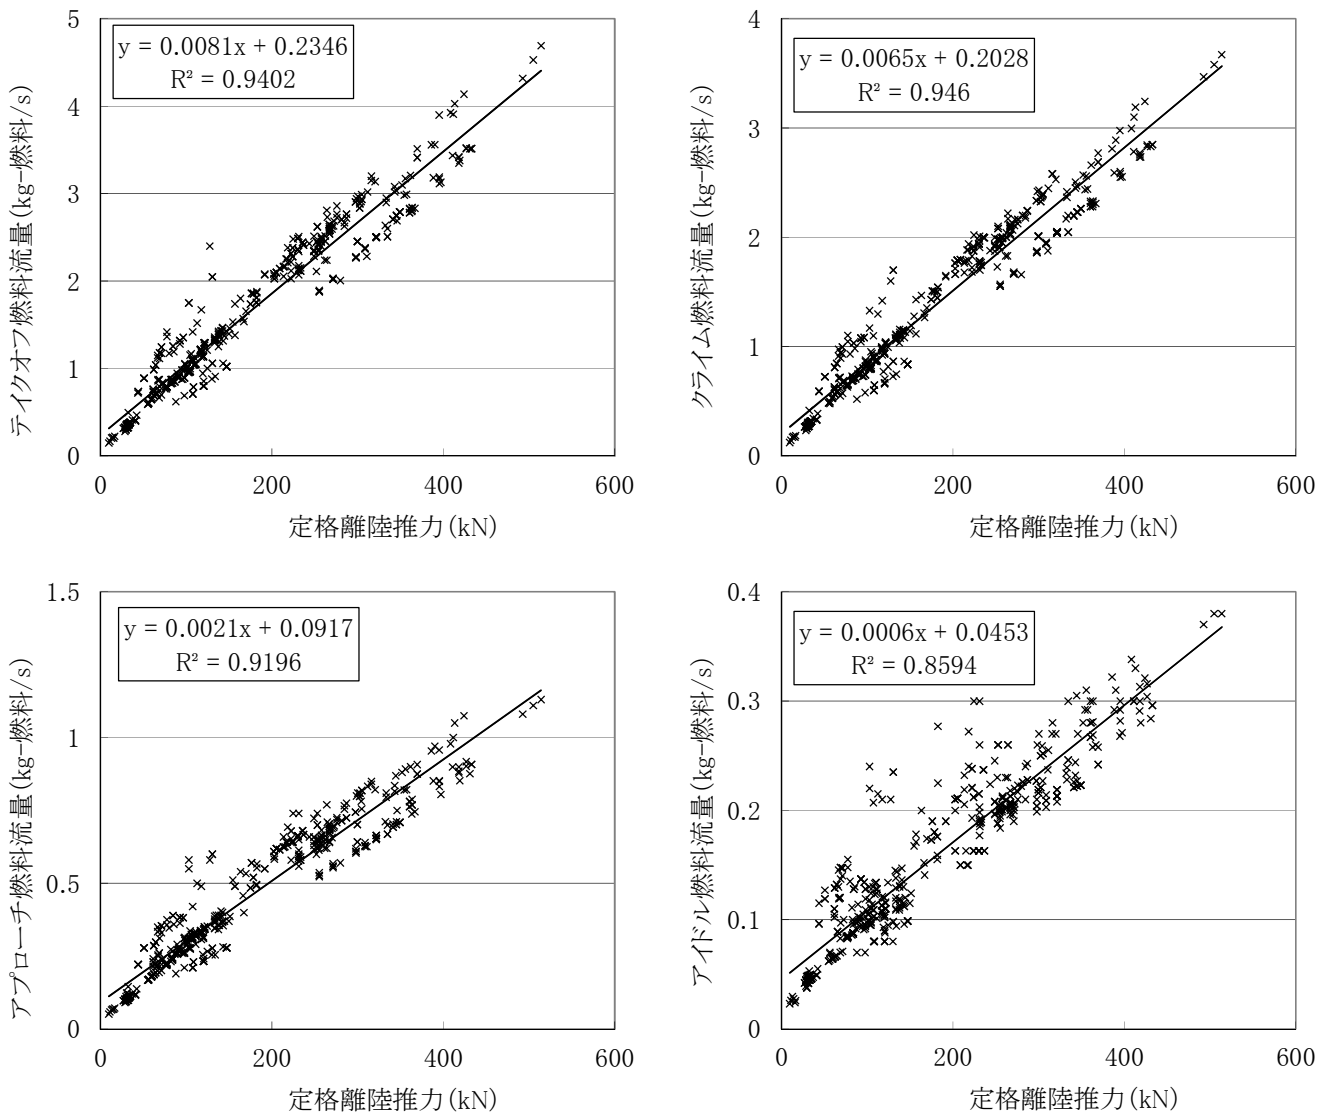 5
4
3
2
1
0
y = 0.0081x + 0.2346
R² = 0.9402
テイクオフ燃料流量(kg-燃料/s)
0
200
400
600
定格離陸推力(kN)
4
3
2
1
0
y = 0.0065x + 0.2028
R² = 0.946
クライム燃料流量(kg-燃料/s)
0
200
400
600
定格離陸推力(kN)
1.5
1
0.5
0
y = 0.0021x + 0.0917
R² = 0.9196
アプローチ燃料流量(kg-燃料/s)
0
200
400
600
定格離陸推力(kN)
0.4
0.3
0.2
0.1
0
y = 0.0006x + 0.0453
R² = 0.8594
アイドル燃料流量(kg-燃料/s)
0
200
400
600
定格離陸推力(kN)